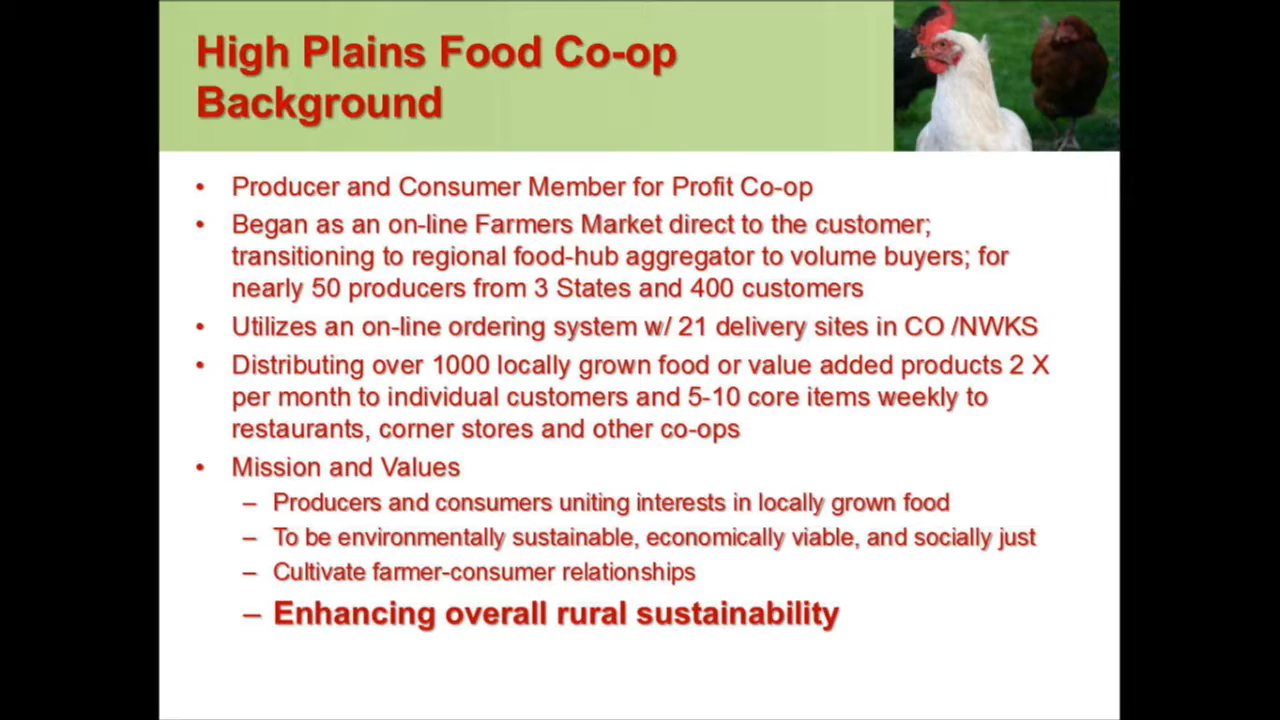 High Plains Food Co-op
Background
• Producer and Consumer Member for Profit Co-op
• Began as an on-line Farmers Market direct to the customer;
transitioning to regional food-hub aggregator to volume buyers; for
nearly 50 producers from 3 States and 400 customers
• Utilizes an on-line ordering system w/ 21 delivery sites in CO /NWKS
• Distributing over 1000 locally grown food or value added products 2 X
per month to individual customers and 5-10 core items weekly to
restaurants, corner stores and other co-ops
• Mission and Values
– Producers and consumers uniting interests in locally grown food
– To be environmentally sustainable, economically viable, and socially just
– Cultivate farmer-consumer relationships
– Enhancing overall rural sustainability